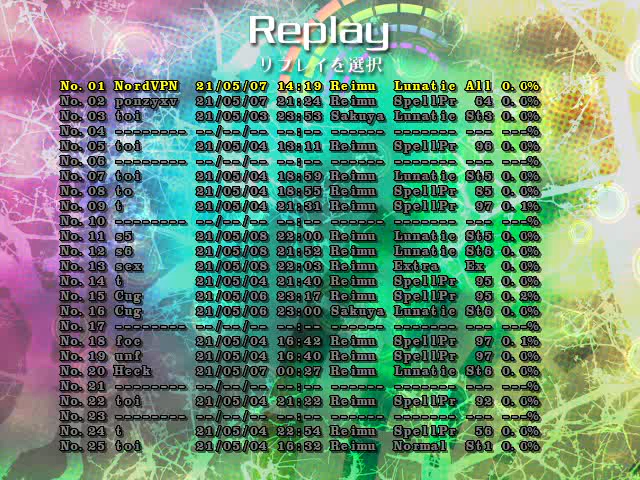 Replay
リプレイを選択
No. 01 NordVPN 21/05/07 14:19 Reimu Lunatic All 0.0%
No. 02 ponzyxv 21/05/07 21:24 Reimu SpellPr 64 0.0%
No. 03 toi 21/05/03 23:53 Sakuya Lunatic St3 0.0%
No. 04 -------- --/--/-- --:-- ------ ------- --- ---%
No. 05 toi 21/05/04 13:11 Reimu SpellPr 96 0.0%
No. 06 -------- --/--/-- --:-- ------ ------- --- ---%
No. 07 toi 21/05/04 18:59 Reimu Lunatic St5 0.0%
No. 08 to 21/05/04 18:55 Reimu SpellPr 85 0.0%
No. 09 t 21/05/04 21:31 Reimu SpellPr 97 0.1%
No. 10 -------- --/--/-- --:-- ------ ------- --- ---%
No. 11 s5 21/05/08 22:00 Reimu Lunatic St5 0.0%
No. 12 s6 21/05/08 21:52 Reimu Lunatic St6 0.0%
No. 13 sex 21/05/08 22:03 Reimu Extra Ex 0.0%
No. 14 t 21/05/04 21:40 Reimu SpellPr 95 0.0%
No. 15 Cug 21/05/06 23:17 Reimu SpellPr 95 0.2%
No. 16 Cug 21/05/06 23:00 Sakuya Lunatic St6 0.0%
No. 17 -------- --/--/-- --:-- ------ ------- --- ---%
No. 18 foc 21/05/04 16:42 Reimu SpellPr 97 0.1%
No. 19 unf 21/05/04 16:40 Reimu SpellPr 97 0.0%
No. 20 Heck 21/05/07 00:27 Reimu Lunatic St6 0.0%
No. 21 -------- --/--/-- --:-- ------ ------- --- ---%
No. 22 toi 21/05/04 21:22 Reimu SpellPr 92 0.0%
No. 23 -------- --/--/-- --:-- ------ ------- --- ---%
No. 24 t 21/05/04 22:54 Reimu SpellPr 56 0.0%
No. 25 toi 21/05/04 16:32 Reimu Normal St1 0.0%